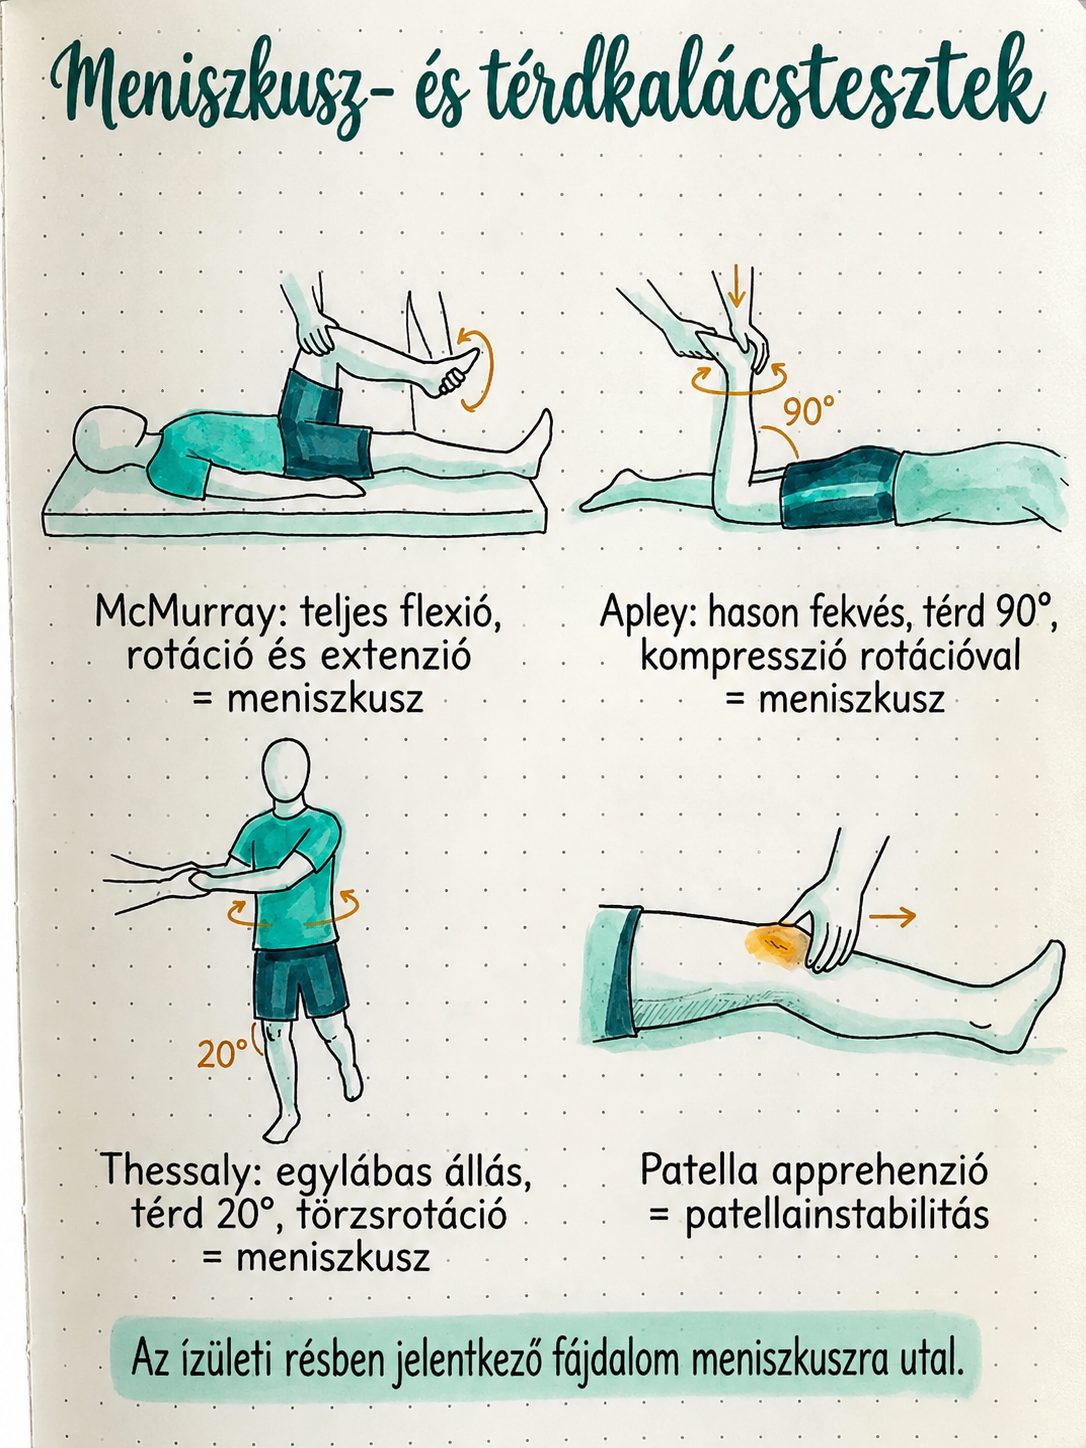 Meniszkusz- és térdkalácstesztek
90°
McMurray: teljes flexió,
rotáció és extenzió
= meniszkusz
Apley: hason fekvés, térd 90°,
kompresszió rotációval
= meniszkusz
20°
Thessaly: egylábas állás,
térd 20°, törzsrotáció
= meniszkusz
Patella apprehenzió
= patellainstabilitás
Az ízületi résben jelentkező fájdalom meniszkuszra utal.